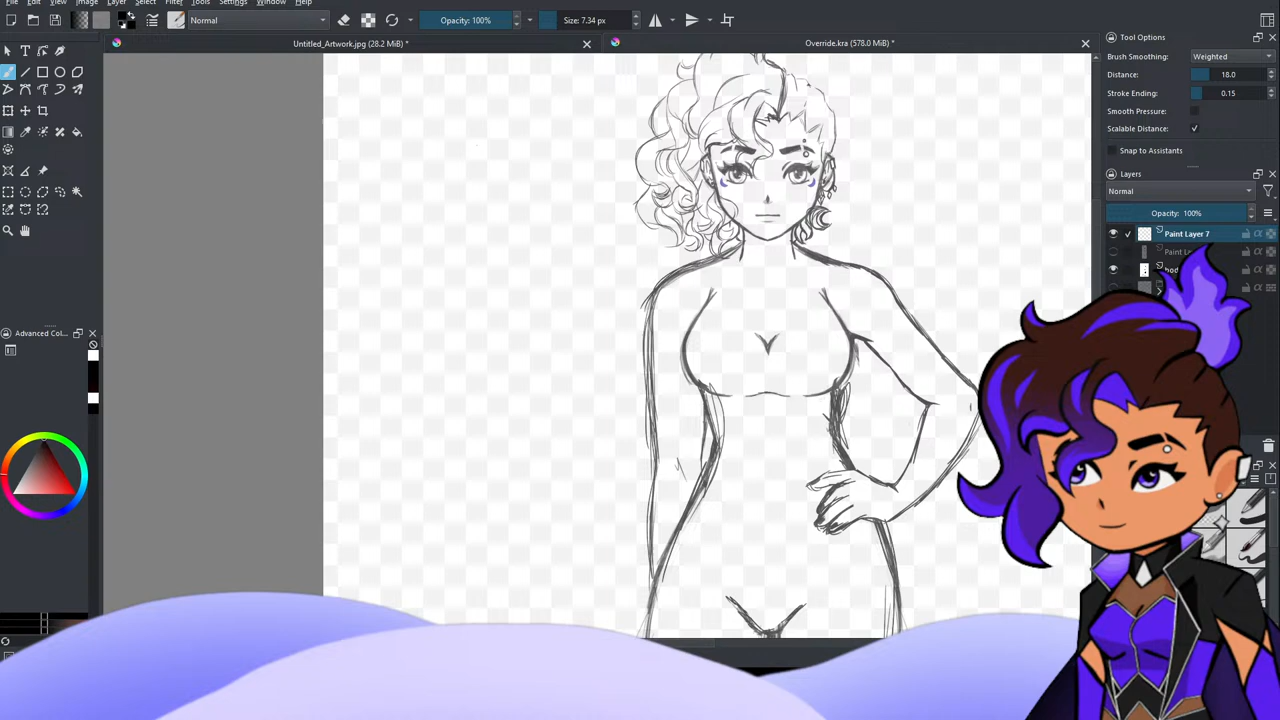 File Edit View Image Layer Select Filter Tools Settings Window Help
Normal
Opacity: 100%
Size: 7.34 px
Untitled_Artwork.jpg (28.2 MiB) *
Override.kra (578.0 MiB) *
Tool Options
Brush Smoothing: Weighted
Distance: 18.0
Stroke Ending: 0.15
Smooth Pressure:
Scalable Distance:
Snap to Assistants
Layers
Normal
Opacity: 100%
Paint Layer 7
Paint La
Advanced Col...